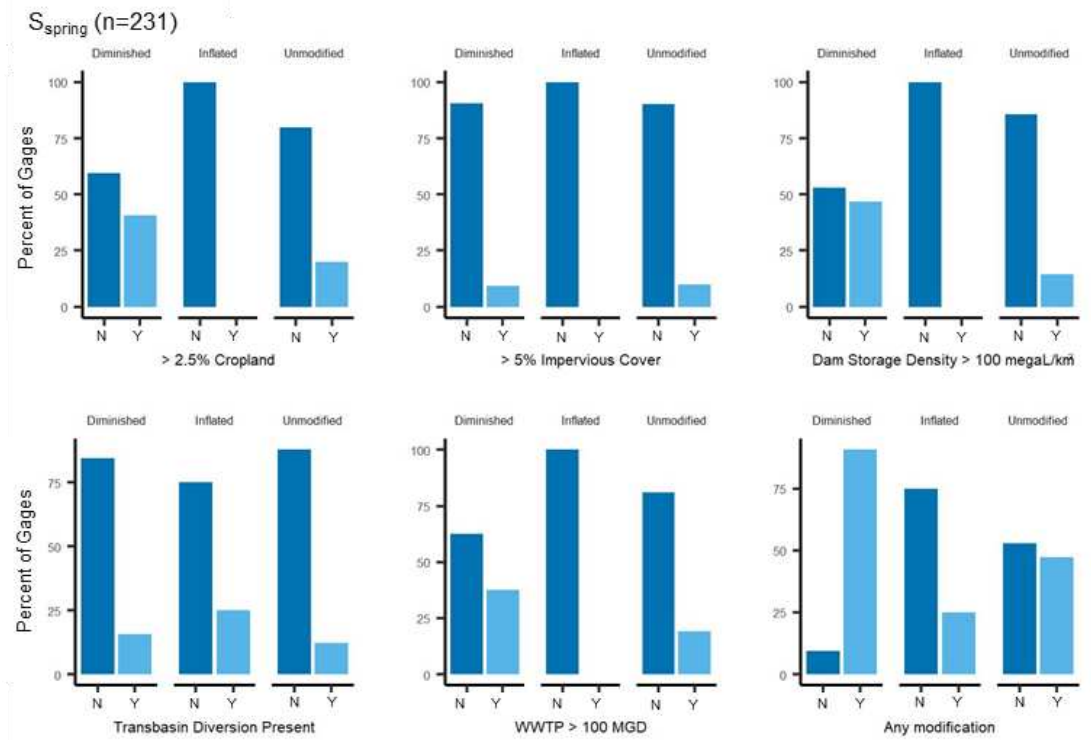 S_spring (n=231)
Diminished Inflated Unmodified
Diminished Inflated Unmodified
Diminished Inflated Unmodified
Percent of Gages
100
75
50
25
0
N Y N Y N Y
> 2.5% Cropland
100
75
50
25
0
N Y N Y N Y
> 5% Impervious Cover
100
75
50
25
0
N Y N Y N Y
Dam Storage Density > 100 megaL/km²
Diminished Inflated Unmodified
Diminished Inflated Unmodified
Diminished Inflated Unmodified
Percent of Gages
75
50
25
0
N Y N Y N Y
Transbasin Diversion Present
100
75
50
25
0
N Y N Y N Y
WWTP > 100 MGD
75
50
25
0
N Y N Y N Y
Any modification